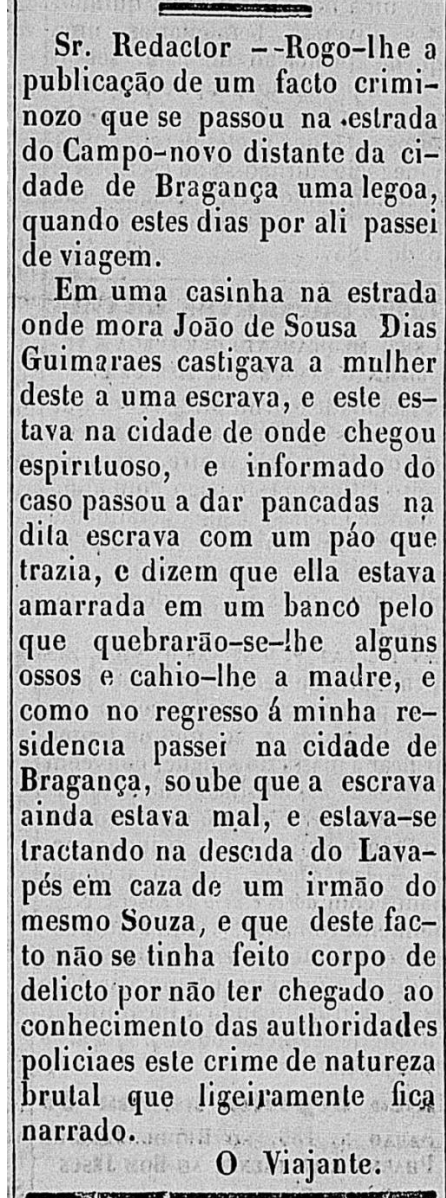 Sr. Redactor --Rogo-lhe a
publicação de um facto crimi-
nozo que se passou na estrada
do Campo-novo distante da ci-
dade de Bragança uma legoa,
quando estes dias por ali passei
de viagem.
Em uma casinha na estrada
onde mora João de Sousa Dias
Guimaraes castigava a mulher
deste a uma escrava, e este es-
tava na cidade de onde chegou
espirituoso, e informado do
caso passou a dar pancadas na
dita escrava com um páo que
trazia, e dizem que ella estava
amarrada em um banco pelo
que quebrarão-se-lhe alguns
ossos e cahio-lhe a madre, e
como no regresso á minha re-
sidencia passei na cidade de
Bragança, soube que a escrava
ainda estava mal, e estava-se
tractando na descida do Lava-
pés em caza de um irmão do
mesmo Souza, e que deste fac-
to não se tinha feito corpo de
delicto por não ter chegado ao
conhecimento das authoridades
policiaes este crime de natureza
brutal que ligeiramente fica
narrado.
O Viajante.